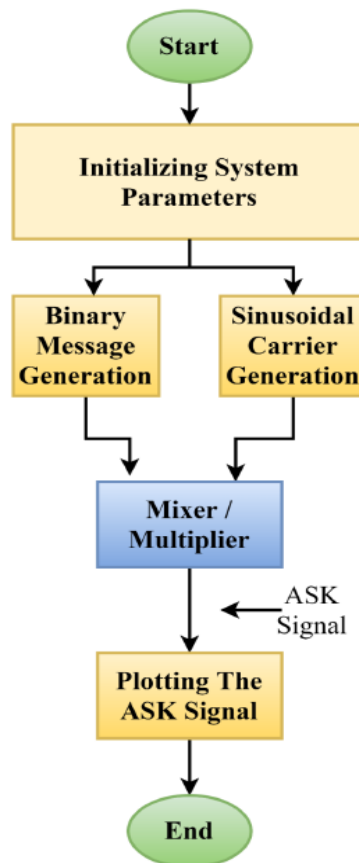 Start
Initializing System
Parameters
Binary
Message
Generation
Sinusoidal
Carrier
Generation
Mixer /
Multiplier
ASK
Signal
Plotting The
ASK Signal
End